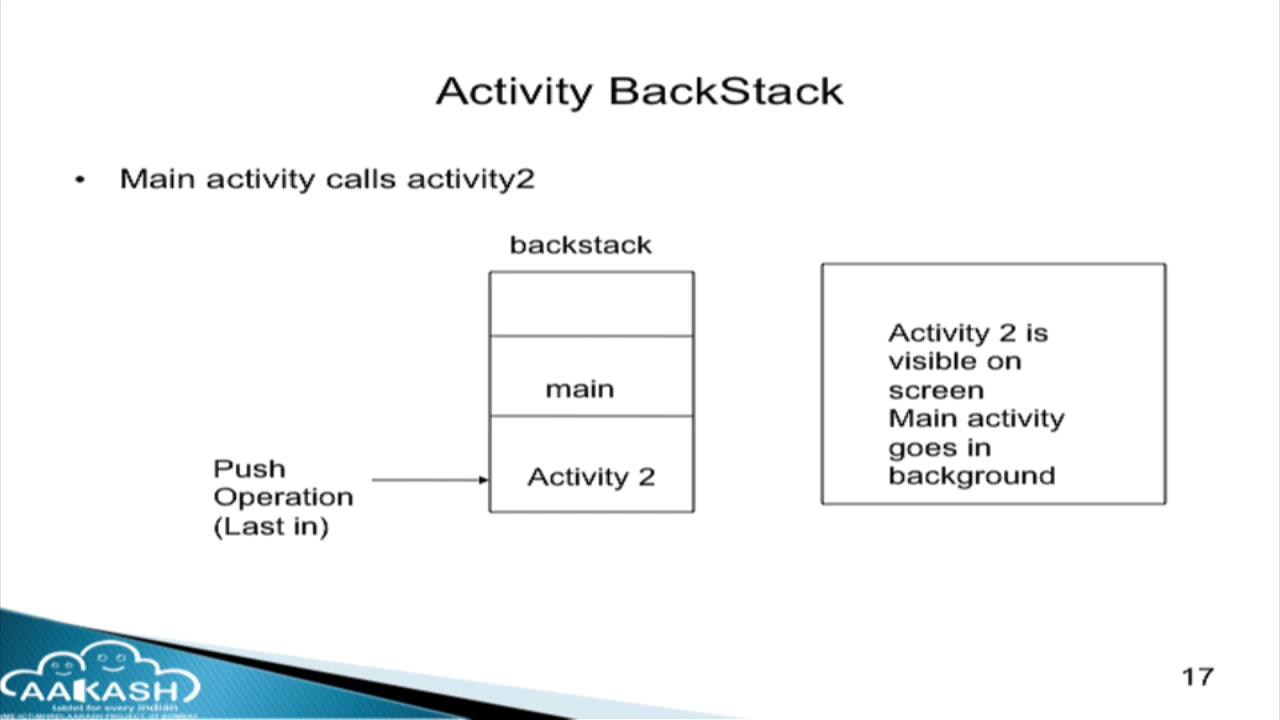 Activity BackStack
• Main activity calls activity2
backstack
main
Activity 2
Push
Operation
(Last in)
Activity 2 is
visible on
screen
Main activity
goes in
background
AAKASH
tablet for every indian
17